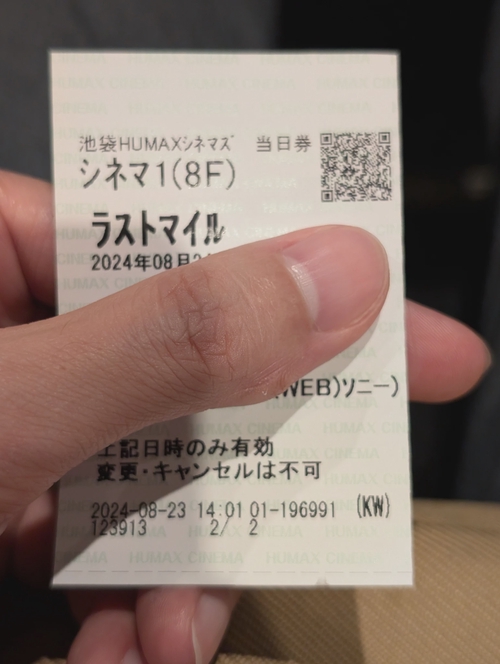 池袋HUMAXシネマズ 当日券
シネマ1(8F)
ラストマイル
2024年08月2
(WEB)ソニー)
上記日時のみ有効
変更・キャンセルは不可
2024-08-23 14:01 01-196991 (KW)
123913 2/ 2
HUMAX CINEMA